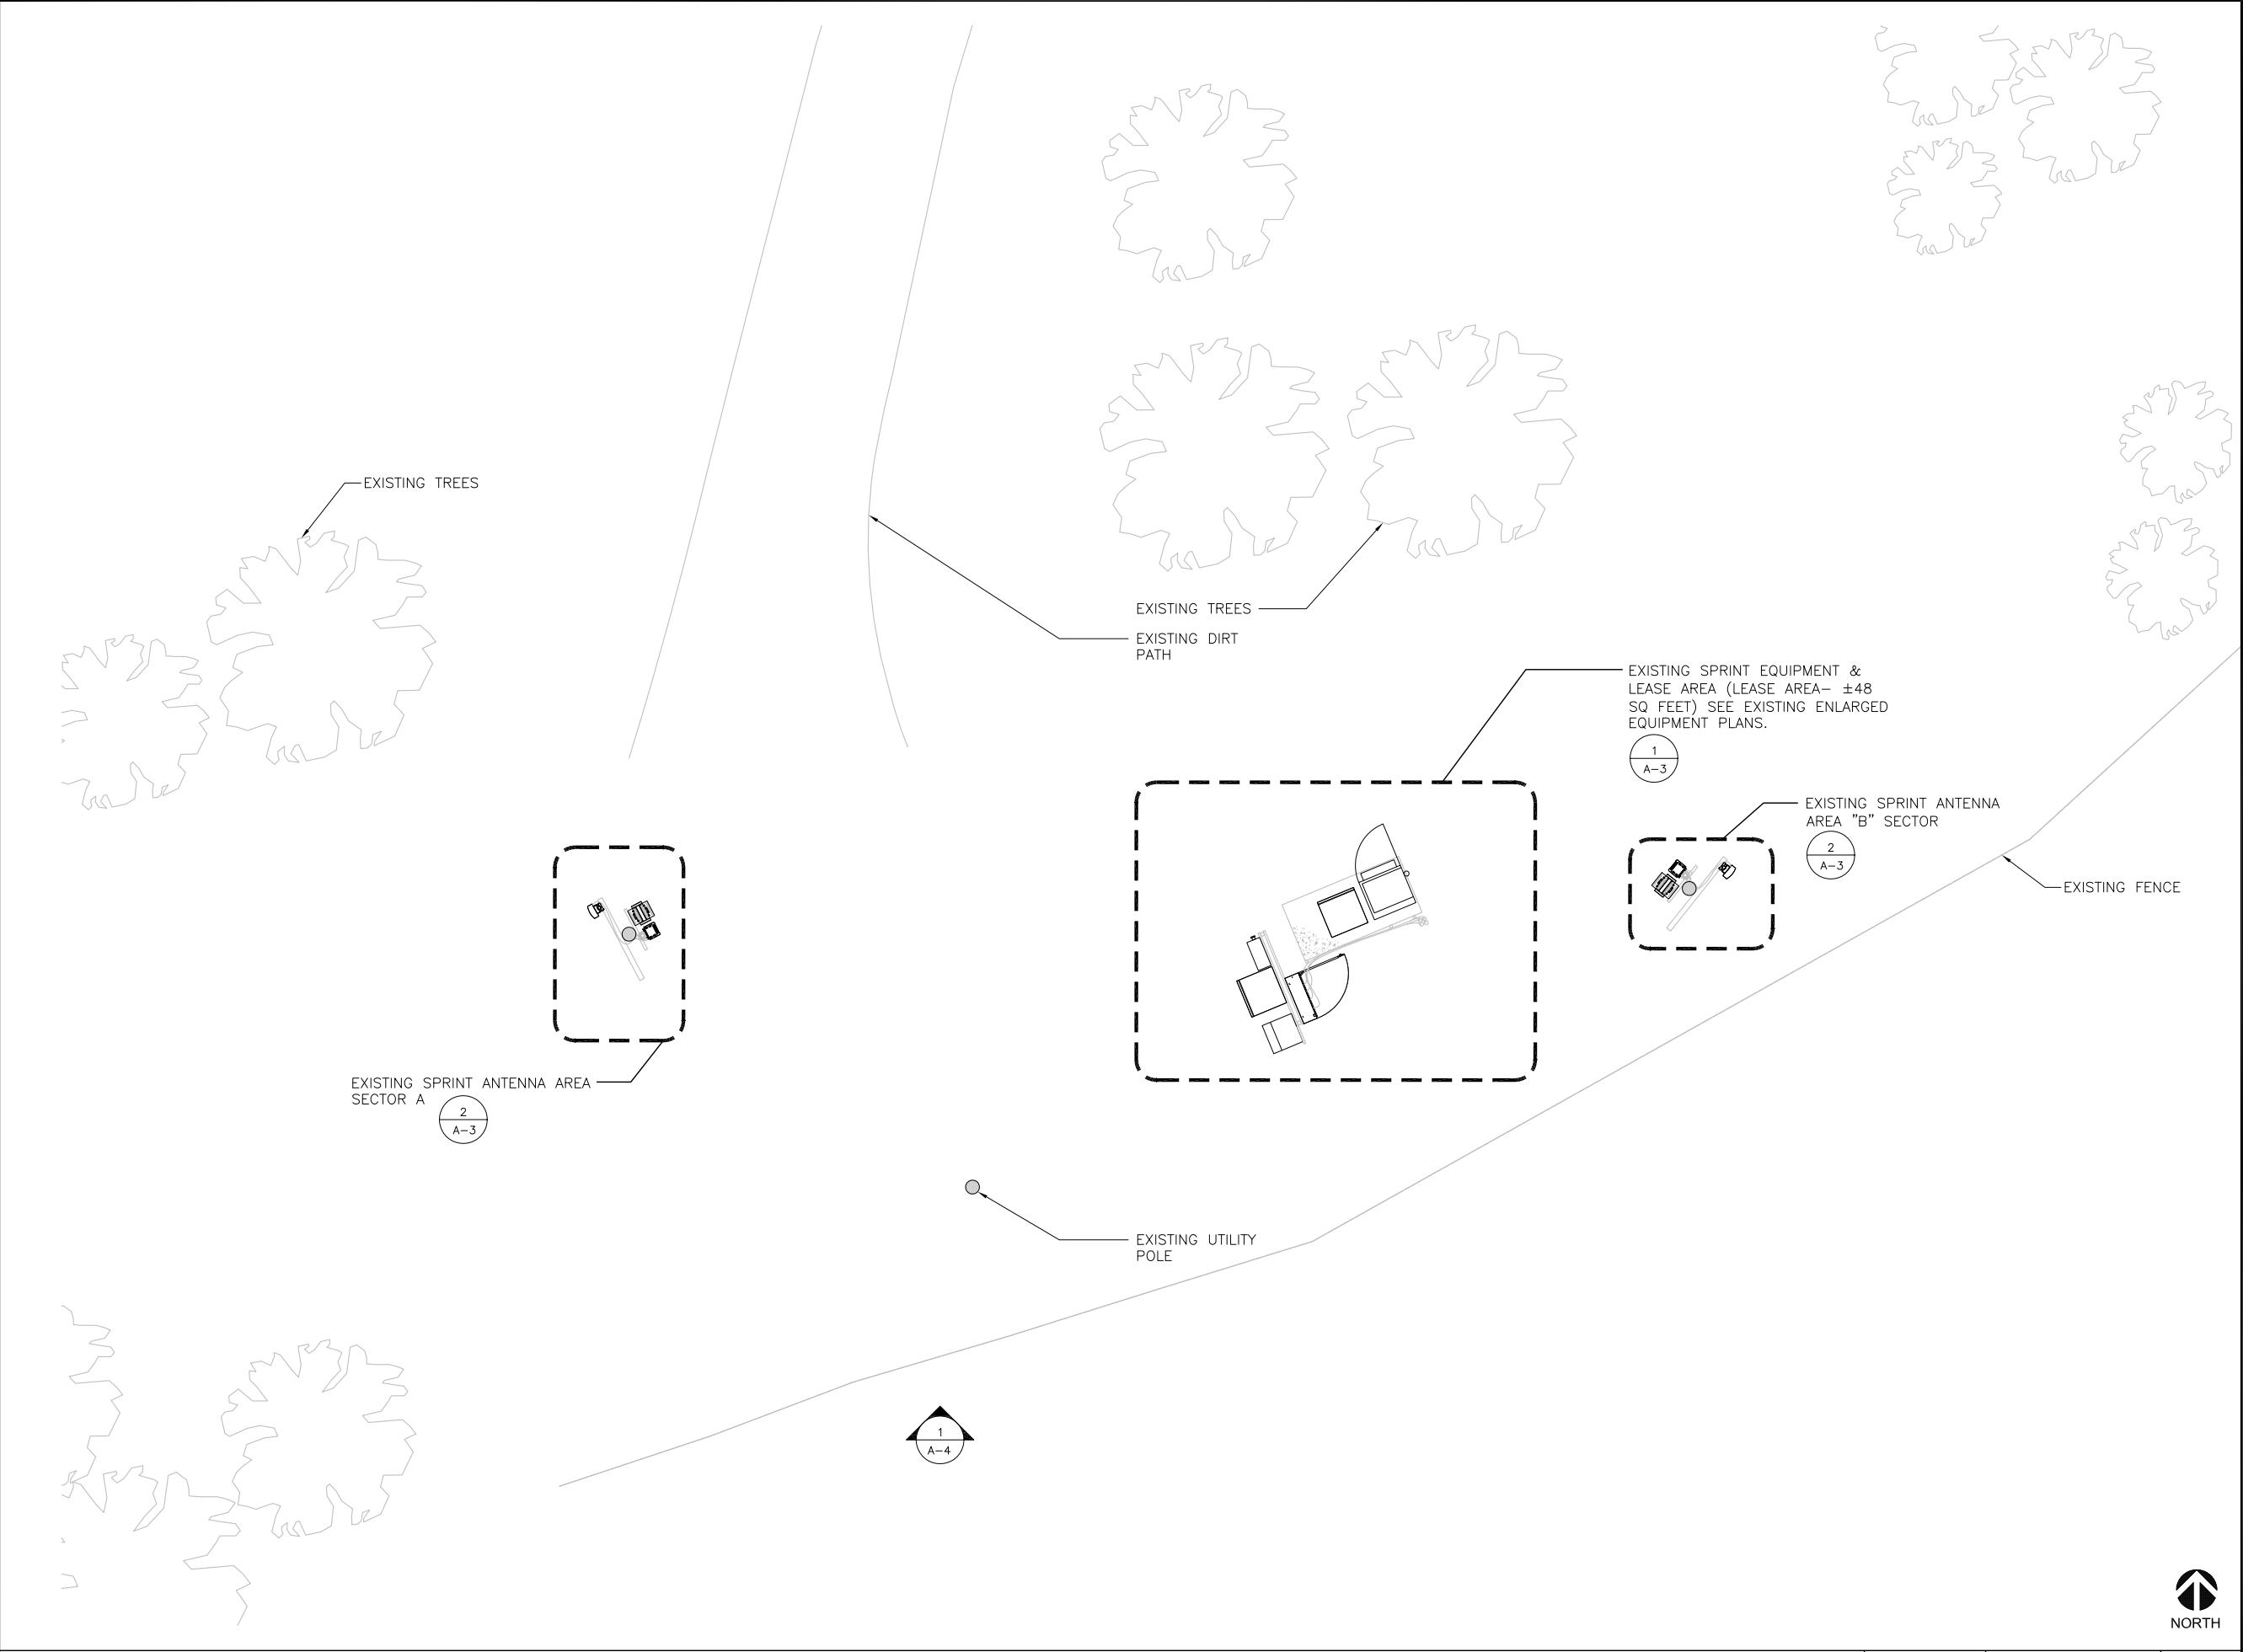 EXISTING TREES
EXISTING TREES
EXISTING DIRT
PATH
EXISTING SPRINT EQUIPMENT &
LEASE AREA (LEASE AREA– ±48
SQ FEET) SEE EXISTING ENLARGED
EQUIPMENT PLANS.
1
A–3
EXISTING SPRINT ANTENNA
AREA "B" SECTOR
2
A–3
EXISTING FENCE
EXISTING SPRINT ANTENNA AREA
SECTOR A
2
A–3
EXISTING UTILITY
POLE
1
A–4
NORTH